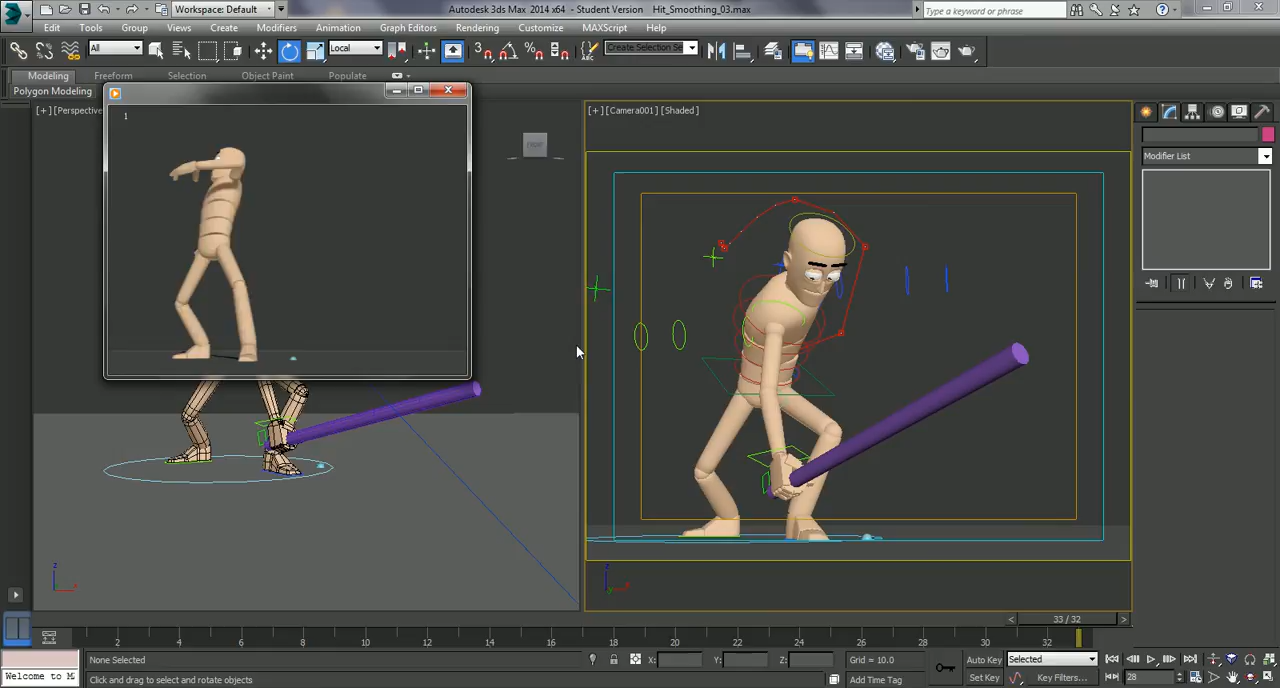 Workspace: Default
Autodesk 3ds Max 2014 x64 - Student Version Hit_Smoothing_03.max
Type a keyword or phrase
Edit Tools Group Views Create Modifiers Animation Graph Editors Rendering Customize MAXScript Help
All
Local
Create Selection Se
Modeling Freeform Selection Object Paint Populate
Polygon Modeling
[+] [Perspective
1
[+] [Camera001] [Shaded]
Modifier List
33 / 32
2 4 6 8 10 12 14 16 18 20 22 24 26 28 30 32
None Selected
X: Y: Z:
Grid = 10.0
Auto Key
Selected
Welcome to M
Click and drag to select and rotate objects
Add Time Tag
Set Key
Key Filters...
28